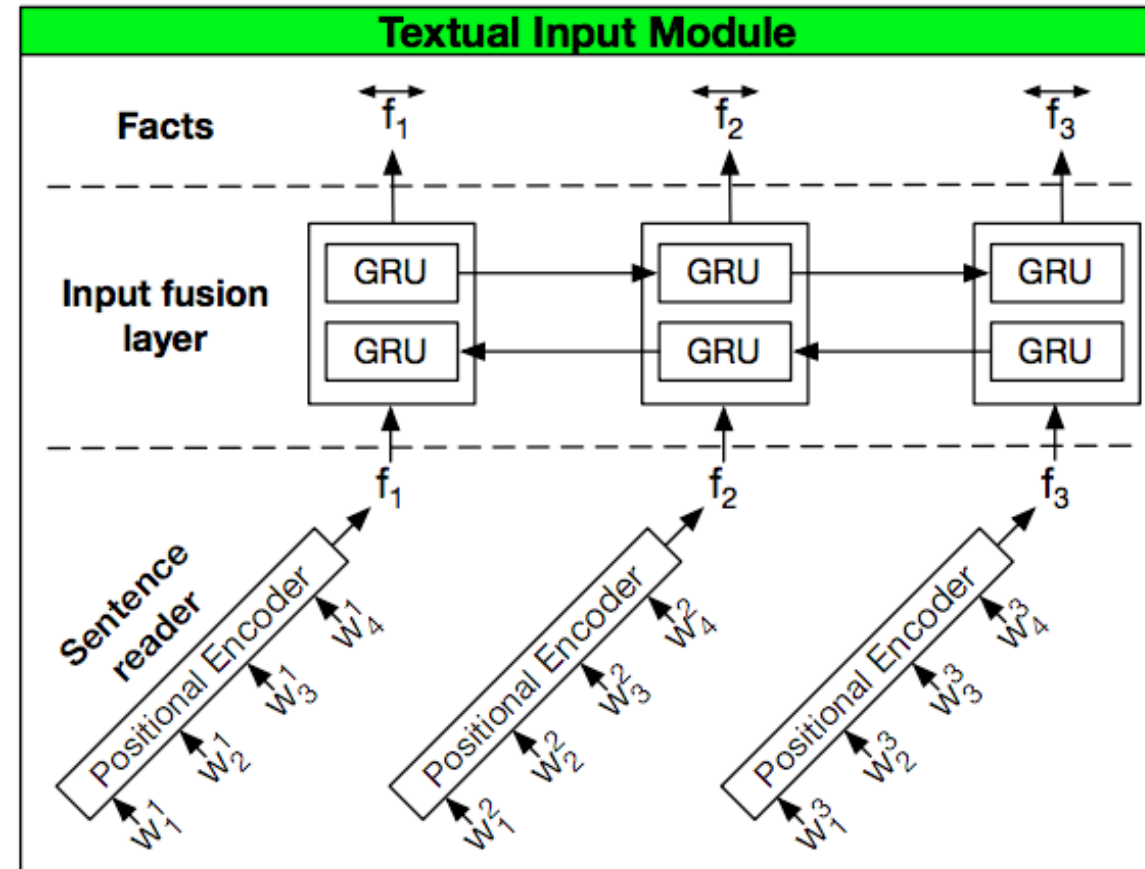 Textual Input Module
Facts
f₁ f₂ f₃
Input fusion
layer
GRU GRU GRU
GRU GRU GRU
f₁ f₂ f₃
Sentence
reader
Positional Encoder
w₁¹ w₂¹ w₃¹ w₄¹
Positional Encoder
w₁² w₂² w₃² w₄²
Positional Encoder
w₁³ w₂³ w₃³ w₄³